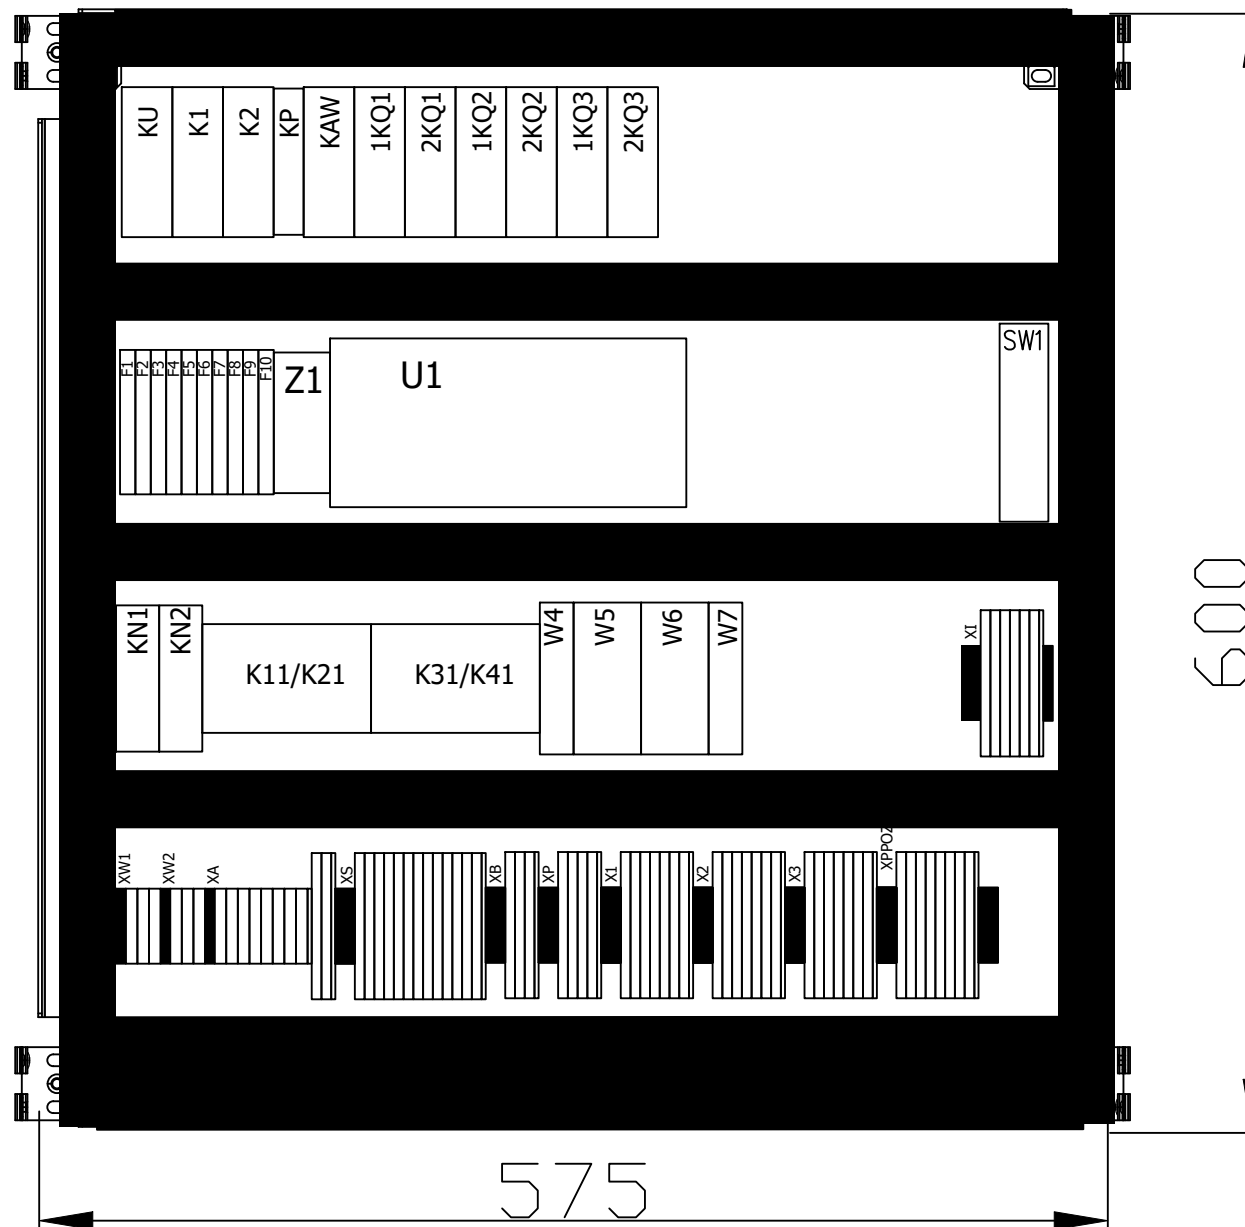 KU K1 K2 KP KAW 1KQ1 2KQ1 1KQ2 2KQ2 1KQ3 2KQ3
F1 F2 F3 F4 F5 F6 F7 F8 F9 F10 Z1 U1 SW1
600
KN1 KN2 K11/K21 K31/K41 W4 W5 W6 W7 XI
XW1 XW2 XA XS XB XP X1 X2 X3 XPPOZ
575